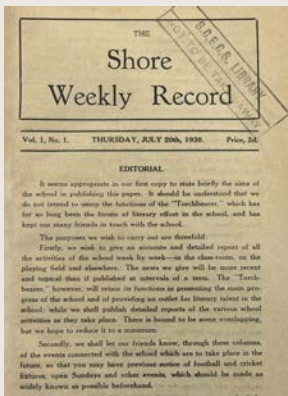 THE
Shore
Weekly Record
S.C.E.G.S. LIBRARY
NOT TO BE TAKEN AWAY
Vol. 1, No. 1. THURSDAY, JULY 20th, 1939. Price, 2d.
EDITORIAL
It seems appropriate in our first copy to state briefly the aims of
the school in publishing this paper. It should be understood that we
do not intend to usurp the functions of the "Torchbearer," which has
for so long been the forum of literary effort in the school, and has
kept our many friends in touch with the school.
The purposes we wish to carry out are threefold:
Firstly, we wish to give an accurate and detailed report of all
the activities of the school week by week—in the class-room, on the
playing field and elsewhere. The news we give will be more recent
and topical than if published at intervals of a term. The "Torch-
bearer," however, will retain its functions in presenting the main pro-
gress of the school and of providing an outlet for literary talent in the
school; while we shall publish detailed reports of the various school
activities as they take place. There is bound to be some overlapping,
but we hope to reduce it to a minimum.
Secondly, we shall let our friends know, through these columns,
of the events connected with the school which are to take place in the
future, so that you may have previous notice of football and cricket
fixtures, open Sundays and other events, which should be made as
widely known as possible beforehand.